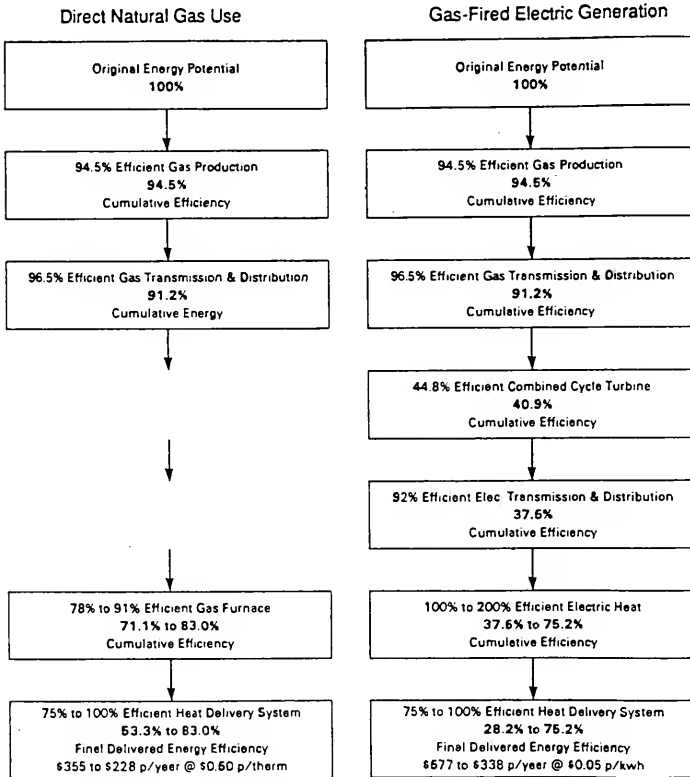 Direct Natural Gas Use
Original Energy Potential
100%
94.5% Efficient Gas Production
94.5%
Cumulative Efficiency
96.5% Efficient Gas Transmission & Distribution
91.2%
Cumulative Energy
78% to 91% Efficient Gas Furnace
71.1% to 83.0%
Cumulative Efficiency
75% to 100% Efficient Heat Delivery System
53.3% to 83.0%
Final Delivered Energy Efficiency
$355 to $228 p/year @ $0.60 p/therm
Gas-Fired Electric Generation
Original Energy Potential
100%
94.5% Efficient Gas Production
94.5%
Cumulative Efficiency
96.5% Efficient Gas Transmission & Distribution
91.2%
Cumulative Efficiency
44.8% Efficient Combined Cycle Turbine
40.9%
Cumulative Efficiency
92% Efficient Elec Transmission & Distribution
37.6%
Cumulative Efficiency
100% to 200% Efficient Electric Heat
37.6% to 75.2%
Cumulative Efficiency
75% to 100% Efficient Heat Delivery System
28.2% to 75.2%
Final Delivered Energy Efficiency
$677 to $338 p/year @ $0.05 p/kwh